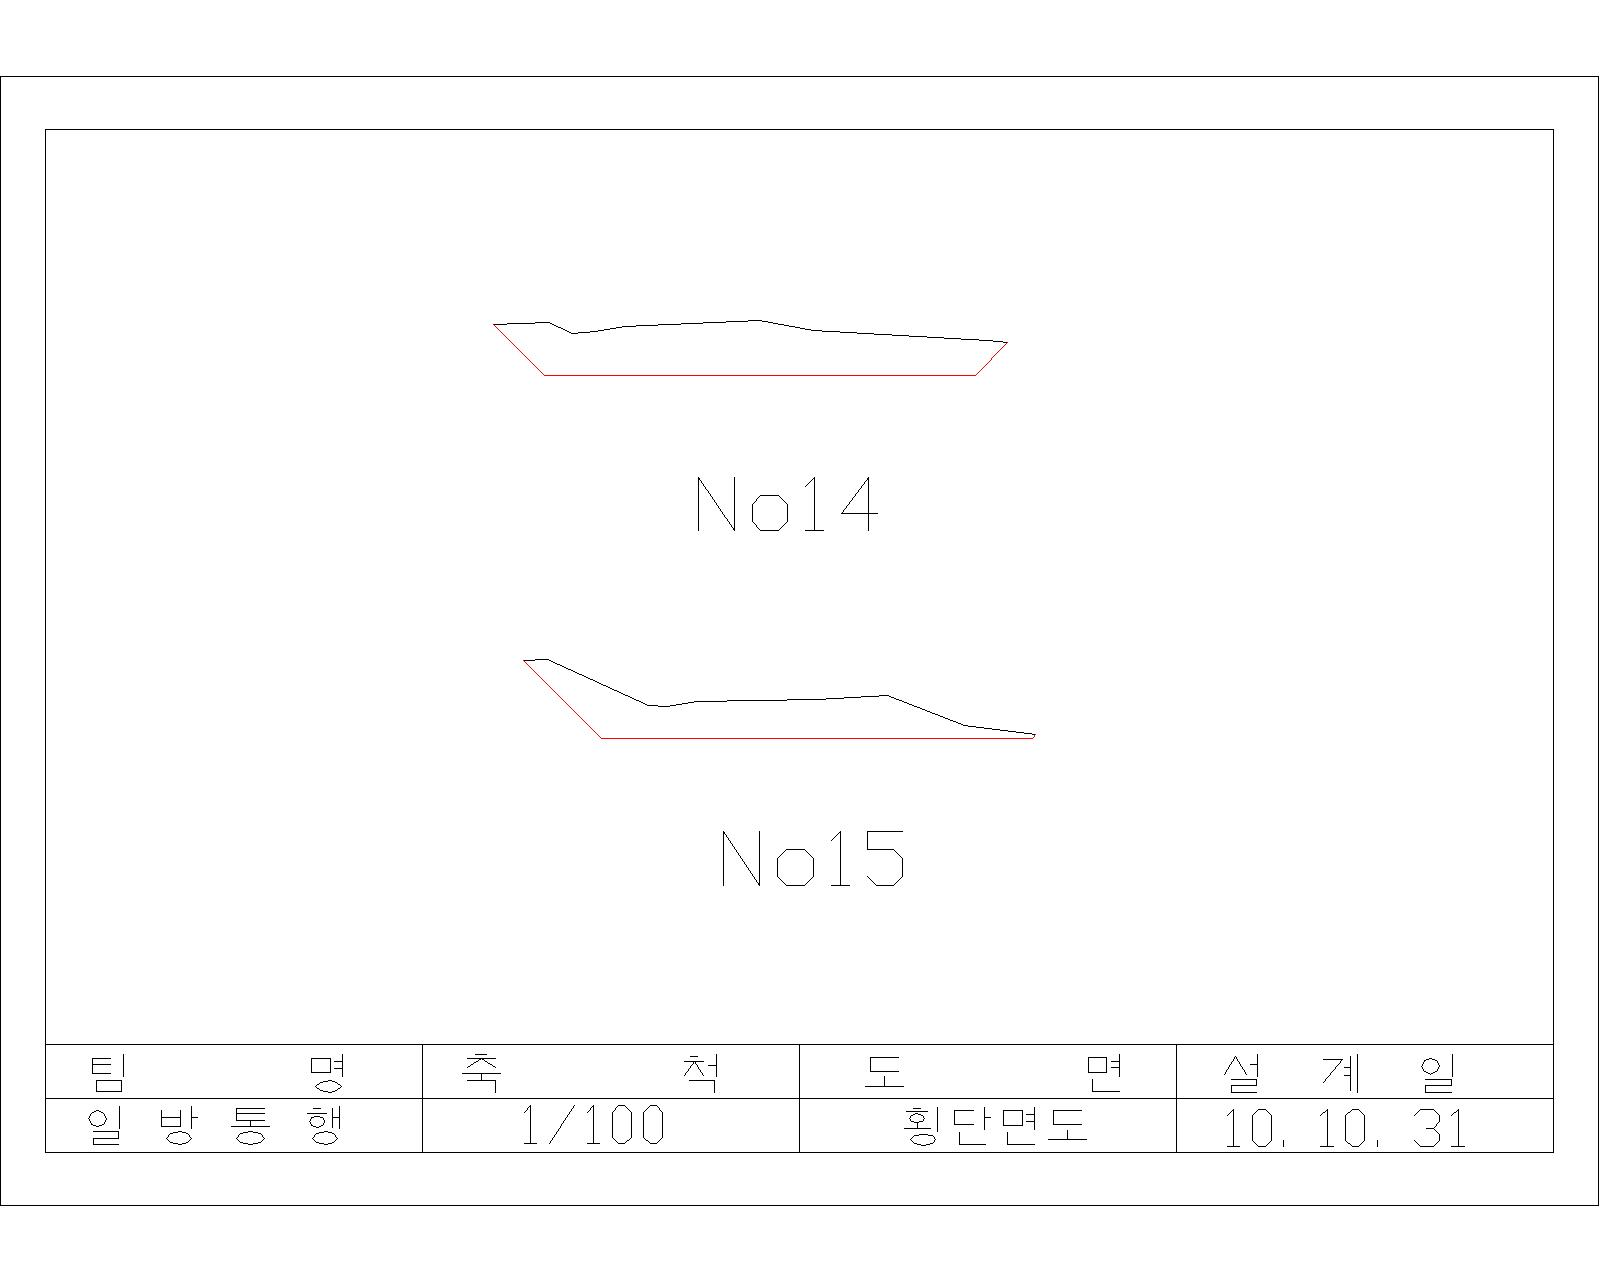 No14
No15
팀 명 축 척 도 면 설 계 일
일 방 통 행 1/100 횡단면도 10. 10. 31